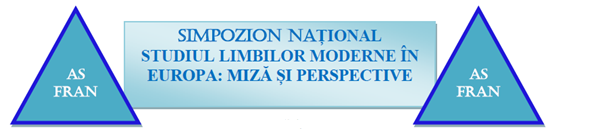 SIMPOZION NAȚIONAL
STUDIUL LIMBILOR MODERNE ÎN
EUROPA: MIZĂ ȘI PERSPECTIVE
AS
FRAN
AS
FRAN